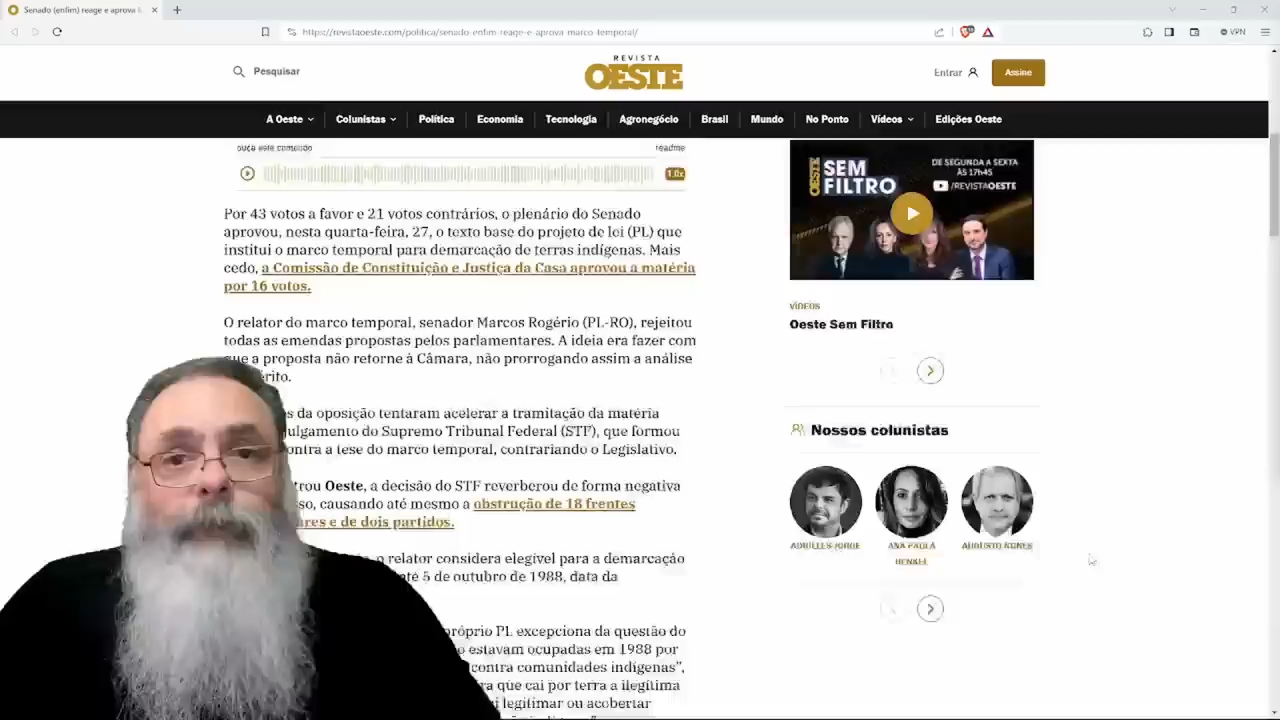 Senado (enfim) reage e aprova
https://revistaoeste.com/politica/senado-enfim-reage-e-aprova-marco-temporal/
VPN
Pesquisar
REVISTA
OESTE
Entrar
Assine
A Oeste
Colunistas
Política
Economia
Tecnologia
Agronegócio
Brasil
Mundo
No Ponto
Vídeos
Edições Oeste
ouça este conteúdo
readme
1.0x
Por 43 votos a favor e 21 votos contrários, o plenário do Senado
aprovou, nesta quarta-feira, 27, o texto base do projeto de lei (PL) que
institui o marco temporal para demarcação de terras indígenas. Mais
cedo, a Comissão de Constituição e Justiça da Casa aprovou a matéria
por 16 votos.
O relator do marco temporal, senador Marcos Rogério (PL-RO), rejeitou
todas as emendas propostas pelos parlamentares. A ideia era fazer com
que a proposta não retorne à Câmara, não prorrogando assim a análise
érito.
s da oposição tentaram acelerar a tramitação da matéria
julgamento do Supremo Tribunal Federal (STF), que formou
ontra a tese do marco temporal, contrariando o Legislativo.
trou Oeste, a decisão do STF reverberou de forma negativa
sso, causando até mesmo a obstrução de 18 frentes
ares e de dois partidos.
o relator considera elegível para a demarcação
até 5 de outubro de 1988, data da
próprio PL excepciona da questão do
o estavam ocupadas em 1988 por
contra comunidades indígenas”,
ra que cai por terra a ilegítima
i legitimar ou acobertar
OESTE
SEM
FILTRO
DE SEGUNDA A SEXTA
ÀS 17h45
/REVISTAOESTE
VÍDEOS
Oeste Sem Filtro
Nossos colunistas
ADRILLES JORGE
ANA PAULA
HENKEL
AUGUSTO NUNES